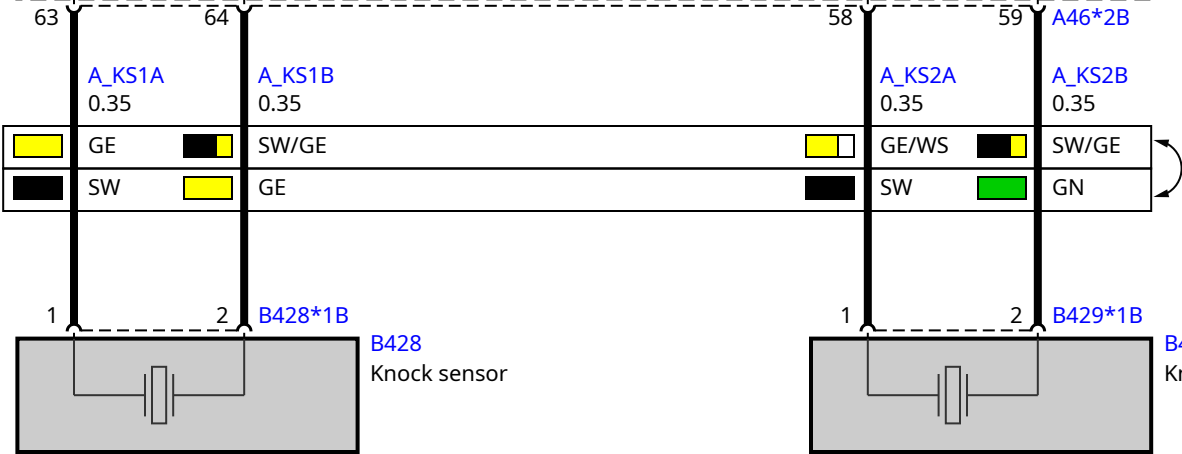 63 64 58 59 A46*2B
A_KS1A A_KS1B A_KS2A A_KS2B
0.35 0.35 0.35 0.35
GE SW/GE GE/WS SW/GE
SW GE SW GN
1 2 B428*1B 1 2 B429*1B
B428
Knock sensor